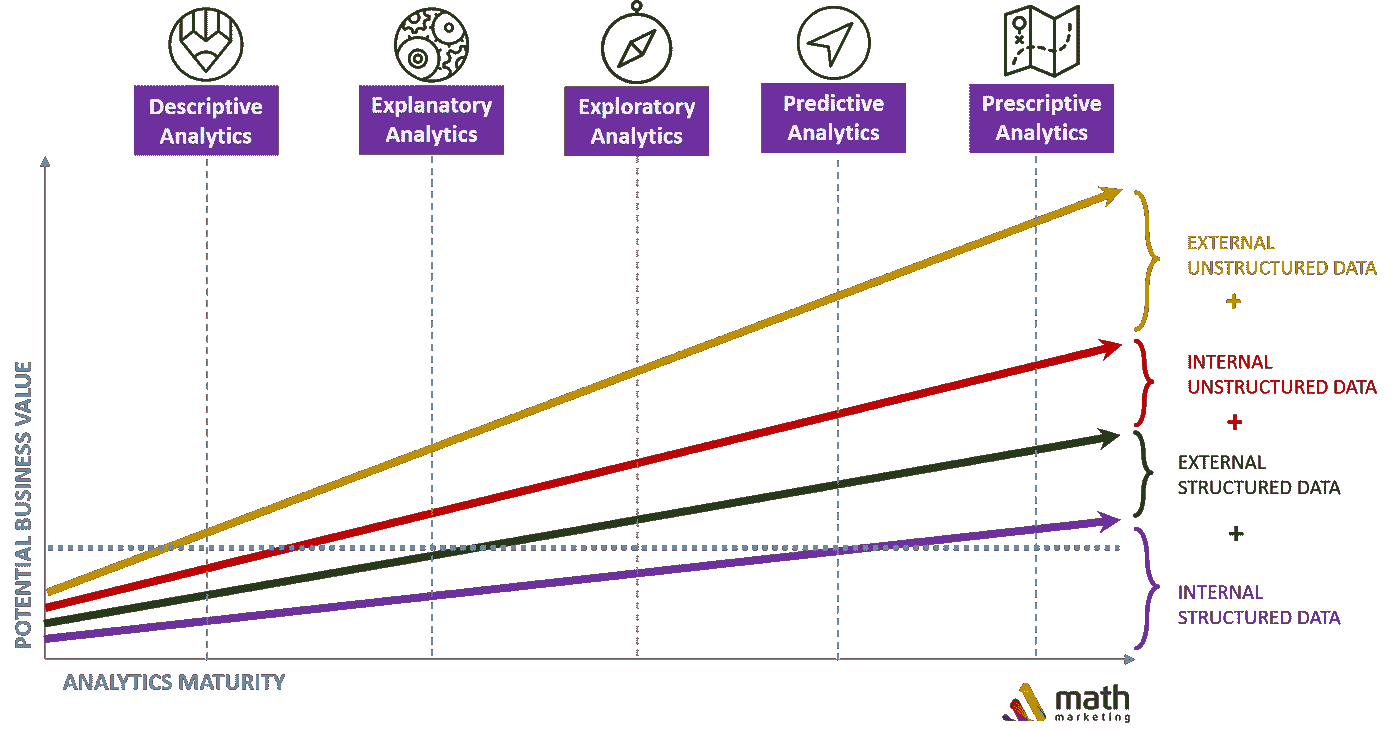 Descriptive
Analytics
Explanatory
Analytics
Exploratory
Analytics
Predictive
Analytics
Prescriptive
Analytics
POTENTIAL BUSINESS VALUE
EXTERNAL
UNSTRUCTURED DATA
+
INTERNAL
UNSTRUCTURED DATA
+
EXTERNAL
STRUCTURED DATA
+
INTERNAL
STRUCTURED DATA
ANALYTICS MATURITY
math
marketing